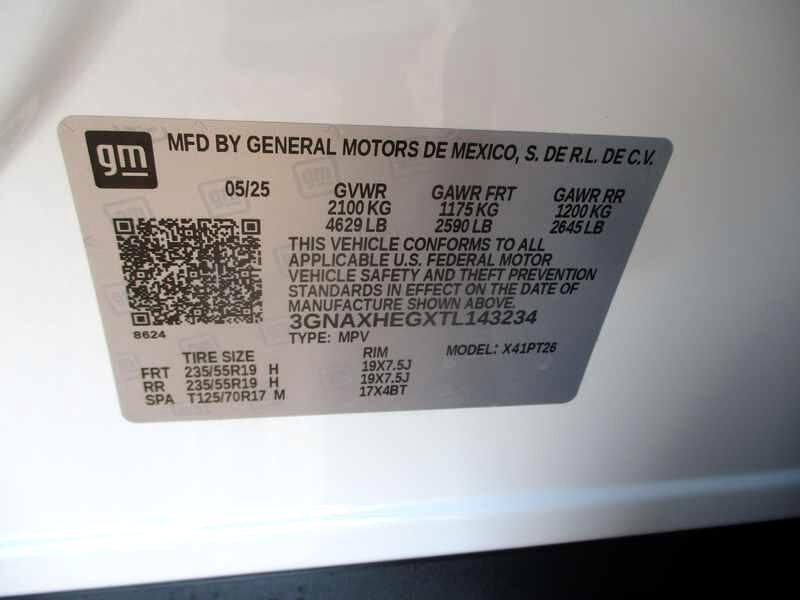 gm
MFD BY GENERAL MOTORS DE MEXICO, S. DE R.L. DE C.V.
05/25 GVWR GAWR FRT GAWR RR
2100 KG 1175 KG 1200 KG
4629 LB 2590 LB 2645 LB
THIS VEHICLE CONFORMS TO ALL
APPLICABLE U.S. FEDERAL MOTOR
VEHICLE SAFETY AND THEFT PREVENTION
STANDARDS IN EFFECT ON THE DATE OF
MANUFACTURE SHOWN ABOVE.
3GNAXHEGXTL143234
8624 TYPE: MPV MODEL: X41PT26
TIRE SIZE RIM
FRT 235/55R19 H 19X7.5J
RR 235/55R19 H 19X7.5J
SPA T125/70R17 M 17X4BT